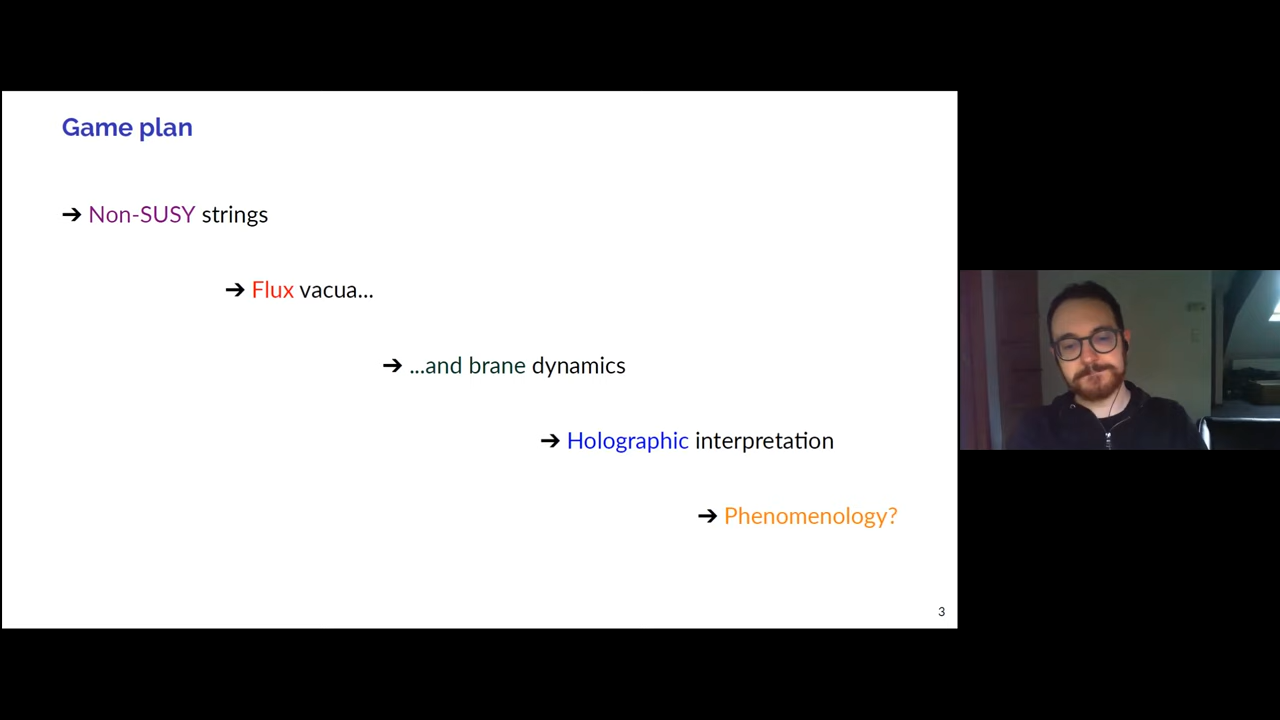 Game plan
➔ Non-SUSY strings
➔ Flux vacua...
➔ ...and brane dynamics
➔ Holographic interpretation
➔ Phenomenology?
3